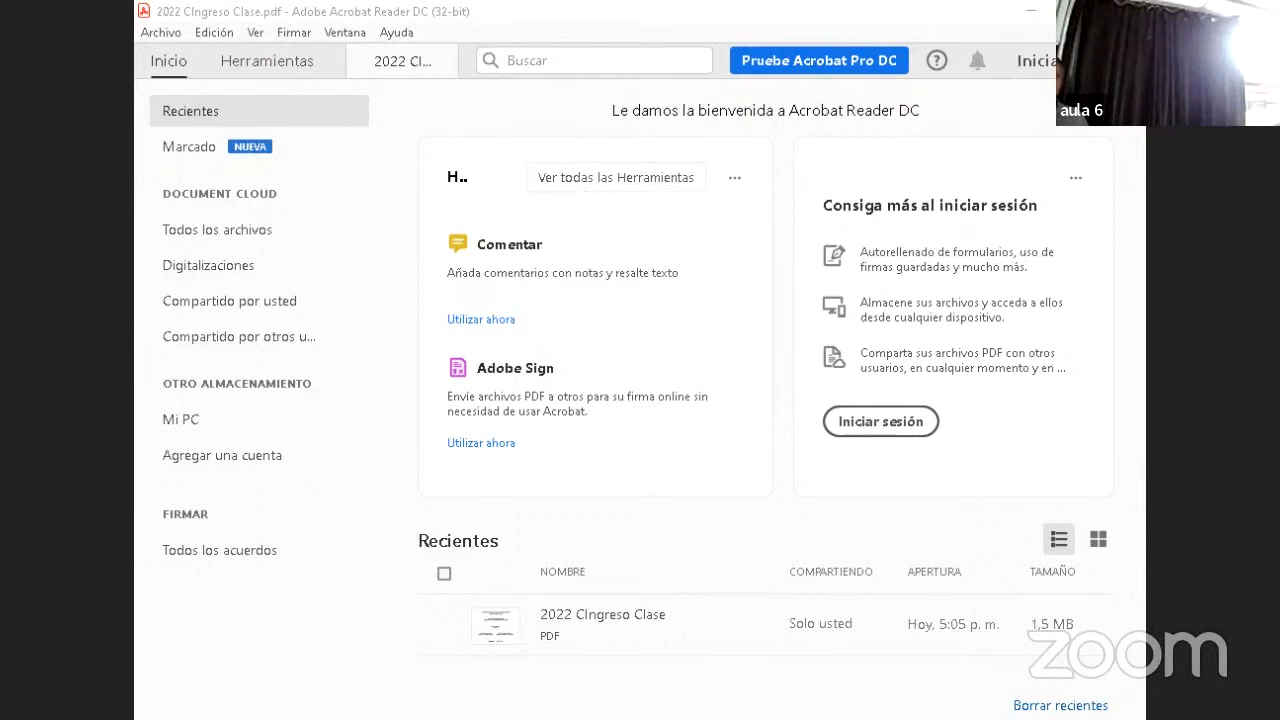 2022 CIngreso Clase.pdf - Adobe Acrobat Reader DC (32-bit)
Archivo Edición Ver Firmar Ventana Ayuda
Inicio Herramientas 2022 CI... Buscar Pruebe Acrobat Pro DC ? Inicia
aula 6
Recientes
Marcado NUEVA
DOCUMENT CLOUD
Todos los archivos
Digitalizaciones
Compartido por usted
Compartido por otros u...
OTRO ALMACENAMIENTO
Mi PC
Agregar una cuenta
FIRMAR
Todos los acuerdos
Le damos la bienvenida a Acrobat Reader DC
H.. Ver todas las Herramientas ...
Comentar
Añada comentarios con notas y resalte texto
Utilizar ahora
Adobe Sign
Envíe archivos PDF a otros para su firma online sin
necesidad de usar Acrobat.
Utilizar ahora
...
Consiga más al iniciar sesión
Autorellenado de formularios, uso de
firmas guardadas y mucho más.
Almacene sus archivos y acceda a ellos
desde cualquier dispositivo.
Comparta sus archivos PDF con otros
usuarios, en cualquier momento y en ...
Iniciar sesión
Recientes
NOMBRE COMPARTIENDO APERTURA TAMAÑO
2022 CIngreso Clase Solo usted Hoy, 5:05 p. m. 1,5 MB
PDF
zoom
Borrar recientes